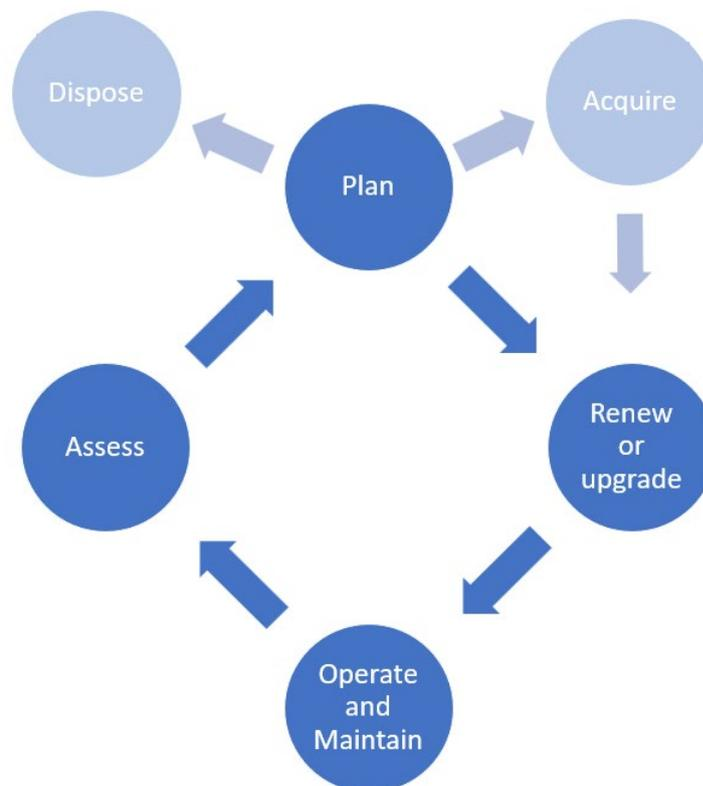 Dispose
Plan
Acquire
Assess
Renew
or
upgrade
Operate
and
Maintain